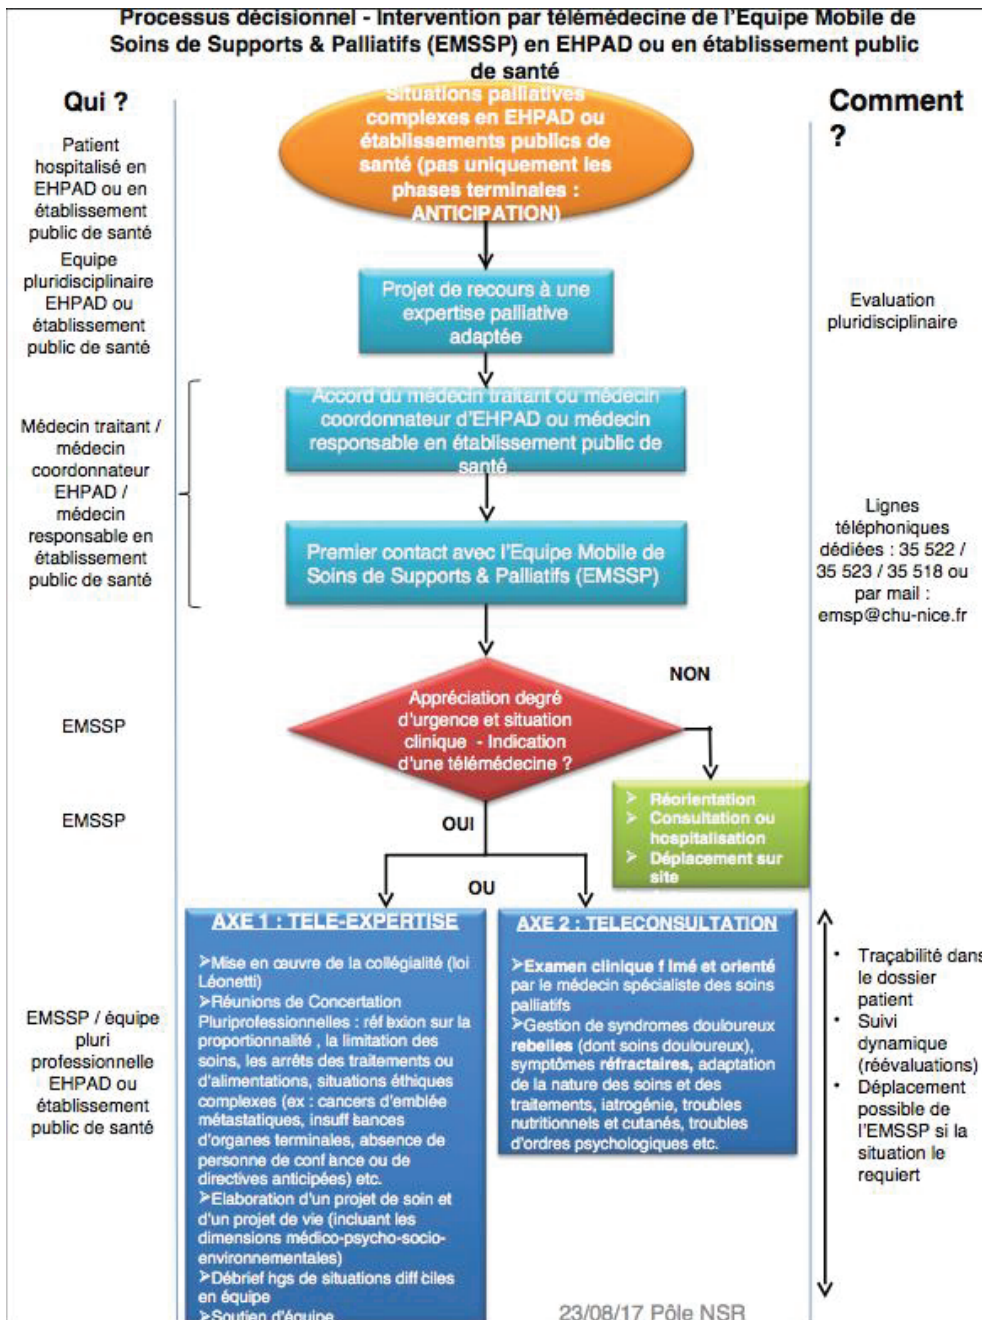 Processus décisionnel - Intervention par télémédecine de l'Equipe Mobile de
Soins de Supports & Palliatifs (EMSSP) en EHPAD ou en établissement public
de santé
Qui ?
Comment
?
Situations palliatives
complexes en EHPAD ou
établissements publics de
santé (pas uniquement les
phases terminales :
ANTICIPATION)
Patient
hospitalisé en
EHPAD ou en
établissement
public de santé
Equipe
pluridisciplinaire
EHPAD ou
établissement
public de santé
Projet de recours à une
expertise palliative
adaptée
Evaluation
pluridisciplinaire
Médecin traitant /
médecin
coordonnateur
EHPAD /
médecin
responsable en
établissement
public de santé
Accord du médecin traitant ou médecin
coordonnateur d'EHPAD ou médecin
responsable en établissement public de
santé
Premier contact avec l'Equipe Mobile de
Soins de Supports & Palliatifs (EMSSP)
Lignes
téléphoniques
dédiées : 35 522 /
35 523 / 35 518 ou
par mail :
emsp@chu-nice.fr
EMSSP
Appréciation degré
d'urgence et situation
clinique - Indication
d'une télémédecine ?
NON
➢ Réorientation
➢ Consultation ou
hospitalisation
➢ Déplacement sur
site
EMSSP
OUI
OU
EMSSP / équipe
pluri
professionnelle
EHPAD ou
établissement
public de santé
AXE 1 : TELE-EXPERTISE
➢Mise en œuvre de la collégialité (loi
Léonetti)
➢Réunions de Concertation
Pluriprofessionnelles : réf exion sur la
proportionnalité , la limitation des
soins, les arrêts des traitements ou
d'alimentations, situations éthiques
complexes (ex : cancers d'emblée
métastatiques, insuff sances
d'organes terminales, absence de
personne de conf ance ou de
directives anticipées) etc.
➢Elaboration d'un projet de soin et
d'un projet de vie (incluant les
dimensions médico-psycho-socio-
environnementales)
➢Débrief hgs de situations diff ciles
en équipe
➢Soutien d'équipe
AXE 2 : TELECONSULTATION
➢Examen clinique f lmé et orienté
par le médecin spécialiste des soins
palliatifs
➢Gestion de syndromes douloureux
rebelles (dont soins douloureux),
symptômes réfractaires, adaptation
de la nature des soins et des
traitements, iatrogénie, troubles
nutritionnels et cutanés, troubles
d'ordres psychologiques etc.
• Traçabilité dans
le dossier
patient
• Suivi
dynamique
(réévaluations)
• Déplacement
possible de
l'EMSSP si la
situation le
requiert
23/08/17 Pôle NSR